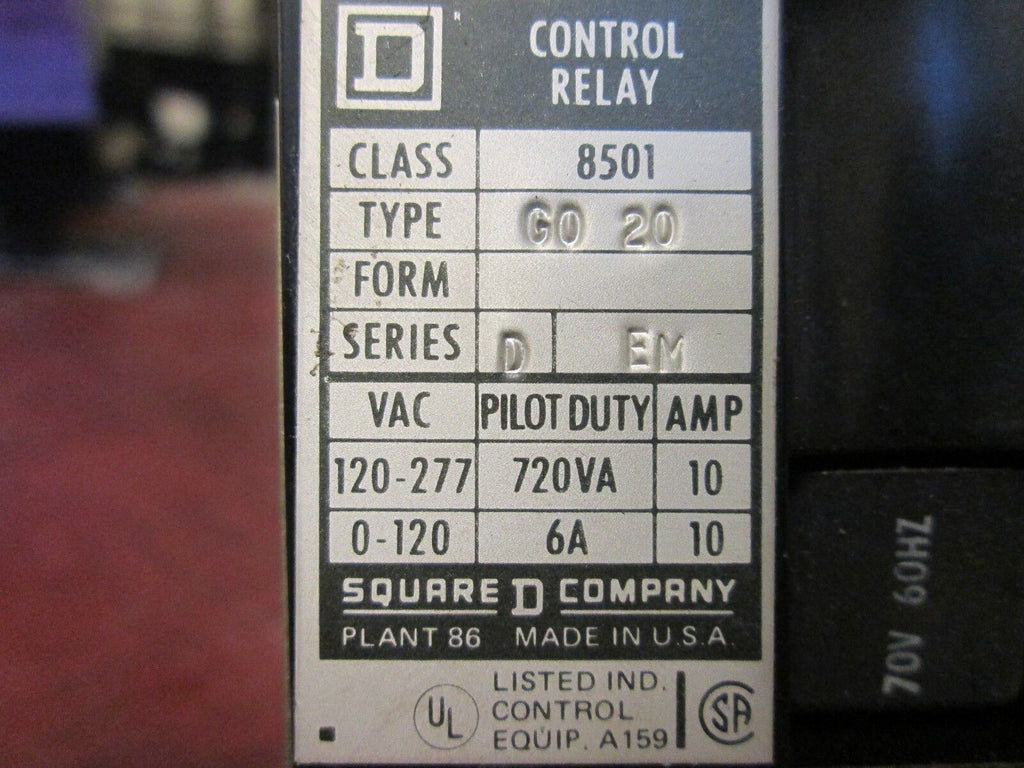 D CONTROL
RELAY
CLASS 8501
TYPE GO 20
FORM
SERIES D EM
VAC PILOT DUTY AMP
120-277 720VA 10
0-120 6A 10
SQUARE D COMPANY
PLANT 86 MADE IN U.S.A.
UL LISTED IND.
CONTROL
EQUIP. A159
SA
70V 60HZ